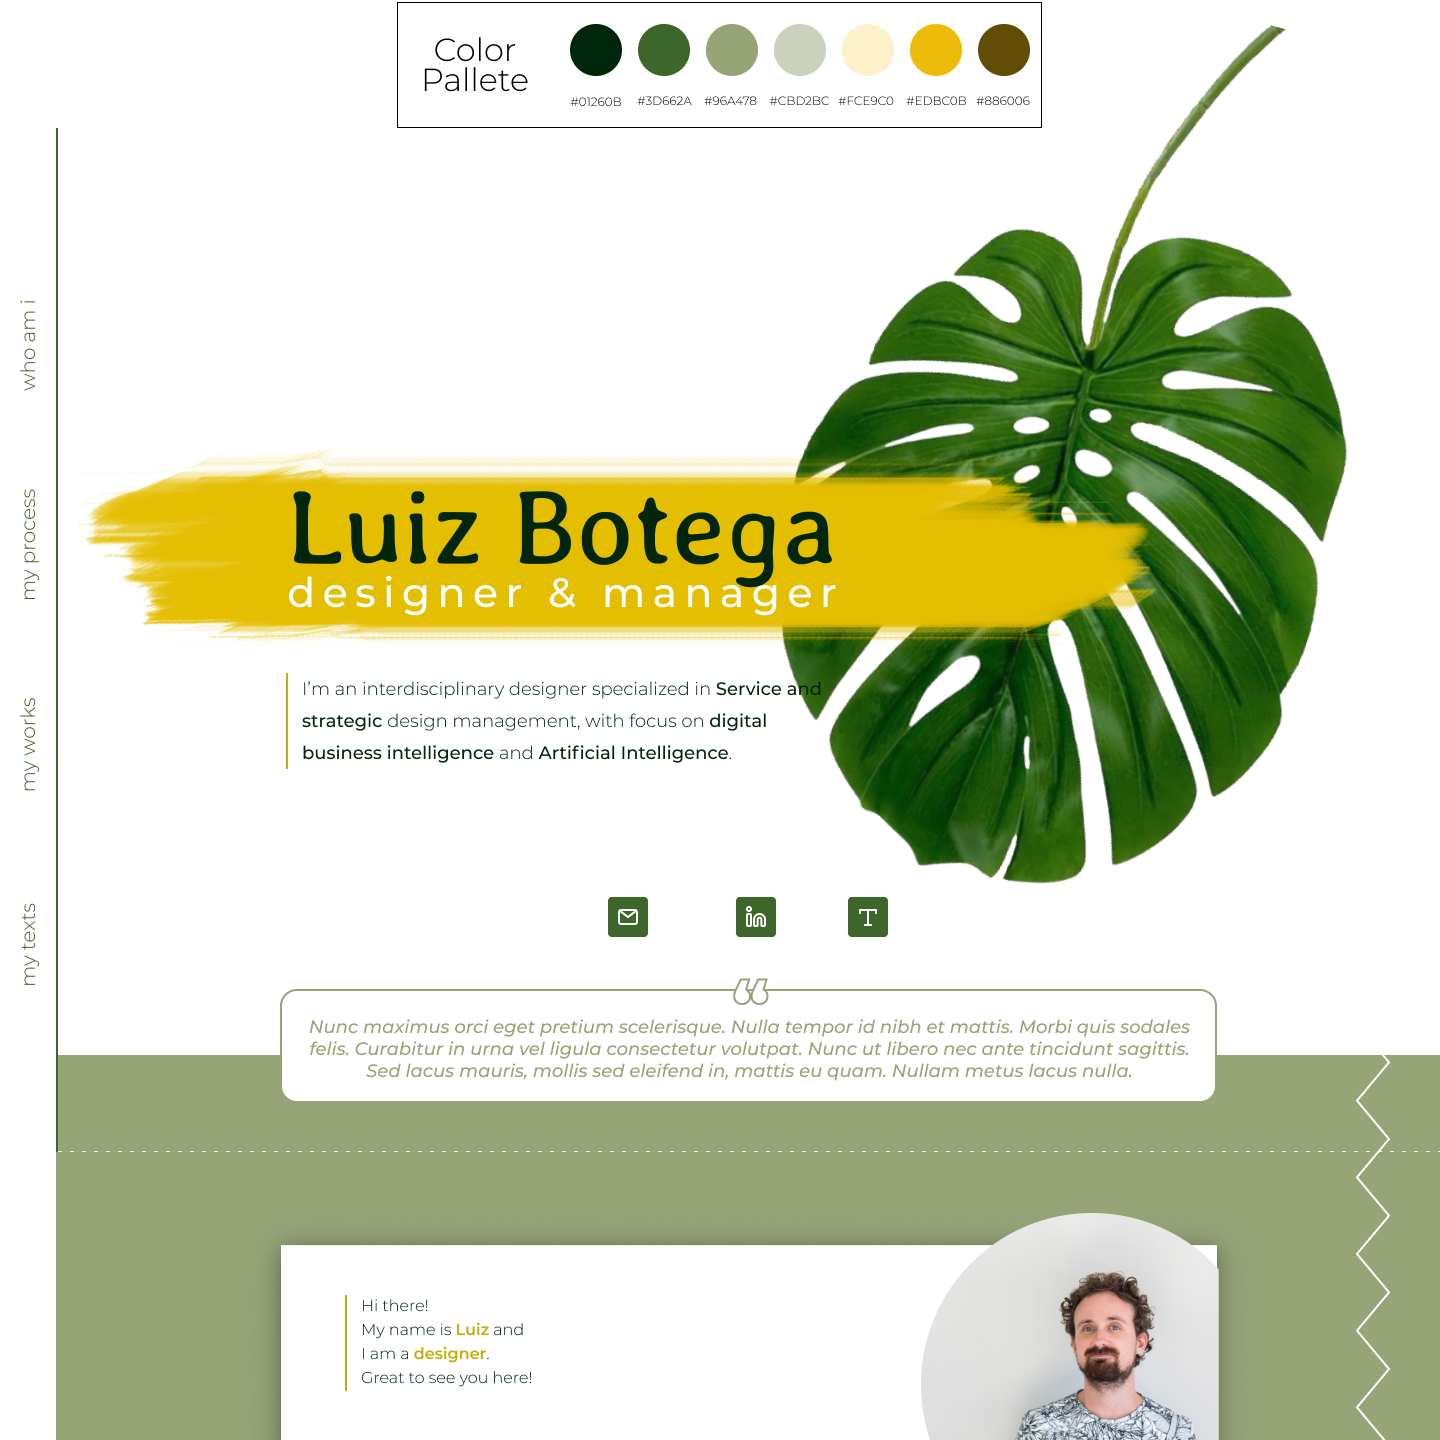 Color
Pallete
#01260B #3D662A #96A478 #CBD2BC #FCE9C0 #EDBC0B #886006
who am i
my process
my works
my texts
Luiz Botega
designer & manager
I’m an interdisciplinary designer specialized in Service and
strategic design management, with focus on digital
business intelligence and Artificial Intelligence.
Nunc maximus orci eget pretium scelerisque. Nulla tempor id nibh et mattis. Morbi quis sodales
felis. Curabitur in urna vel ligula consectetur volutpat. Nunc ut libero nec ante tincidunt sagittis.
Sed lacus mauris, mollis sed eleifend in, mattis eu quam. Nullam metus lacus nulla.
Hi there!
My name is Luiz and
I am a designer.
Great to see you here!